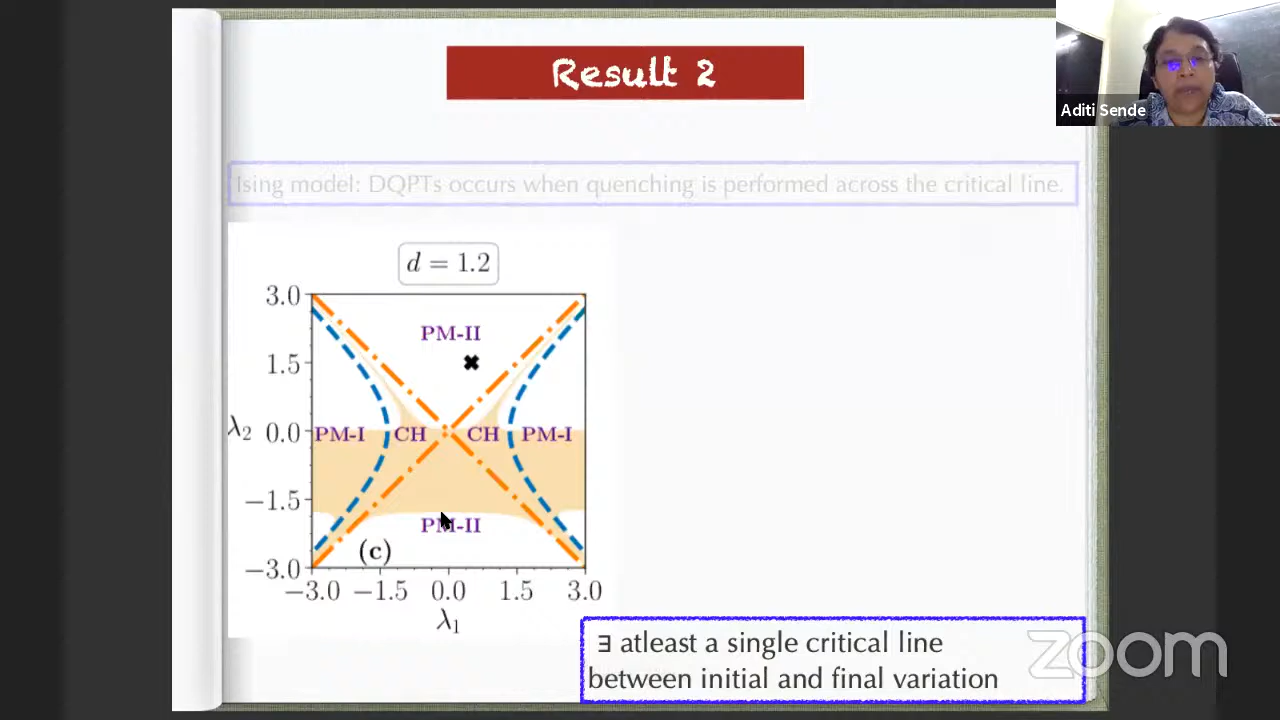 Result 2
Aditi Sende
Ising model: DQPTs occurs when quenching is performed across the critical line.
d = 1.2
3.0
PM-II
1.5
λ2 0.0 PM-I CH CH PM-I
−1.5
PM-II
(c)
−3.0
−3.0 −1.5 0.0 1.5 3.0
λ1
∃ atleast a single critical line
between initial and final variation
zoom